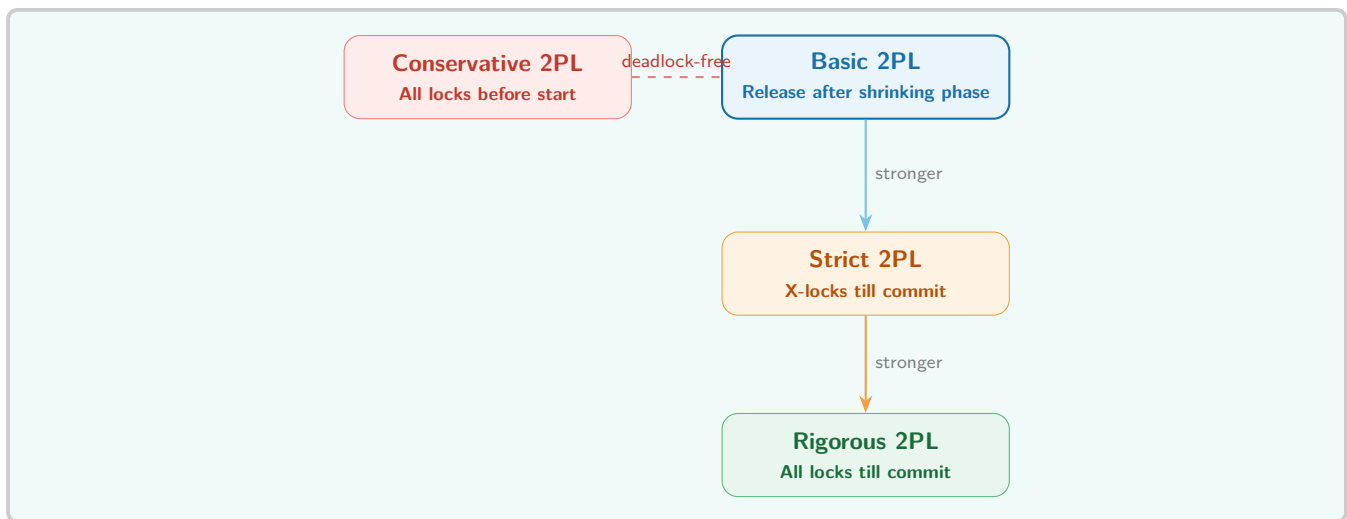 Conservative 2PL
All locks before start
deadlock-free
Basic 2PL
Release after shrinking phase
stronger
Strict 2PL
X-locks till commit
stronger
Rigorous 2PL
All locks till commit